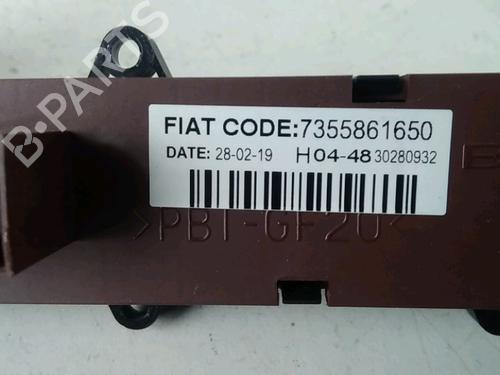 B-PARTS
FIAT CODE:7355861650
DATE: 28-02-19 H04-48 30280932
>PBT-GF20<